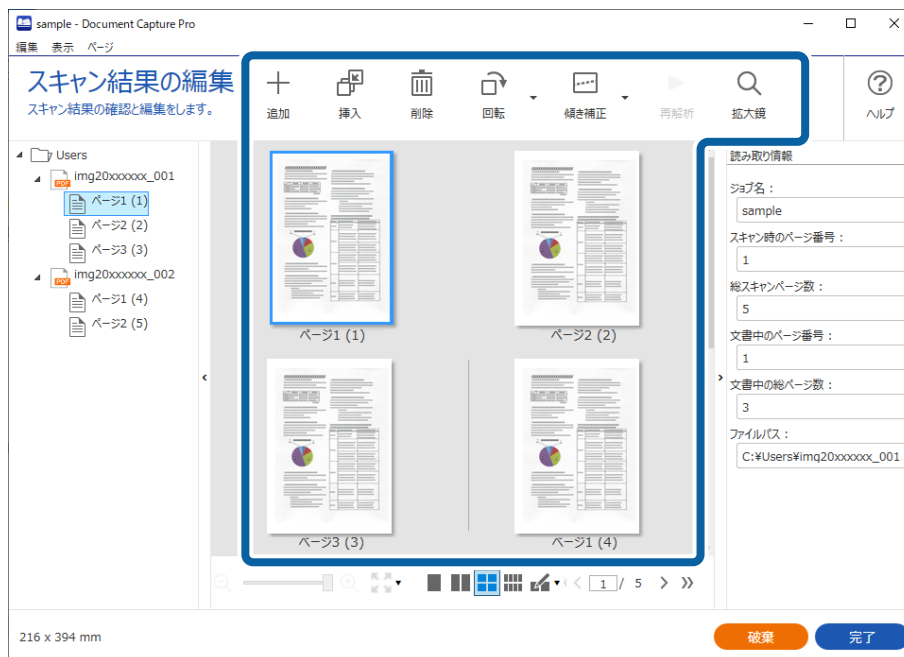 sample - Document Capture Pro
編集 表示 ページ
スキャン結果の編集
スキャン結果の確認と編集をします。
追加 挿入 削除 回転 傾き補正 再解析 拡大鏡 ヘルプ
Users
img20xxxxxx_001
PDF
ページ1 (1)
ページ2 (2)
ページ3 (3)
img20xxxxxx_002
PDF
ページ1 (4)
ページ2 (5)
ページ1 (1)
ページ2 (2)
ページ3 (3)
ページ1 (4)
読み取り情報
ジョブ名：
sample
スキャン時のページ番号：
1
総スキャンページ数：
5
文書中のページ番号：
1
文書中の総ページ数：
3
ファイルパス：
C:¥Users¥img20xxxxxx_001
1 / 5
216 x 394 mm
破棄 完了